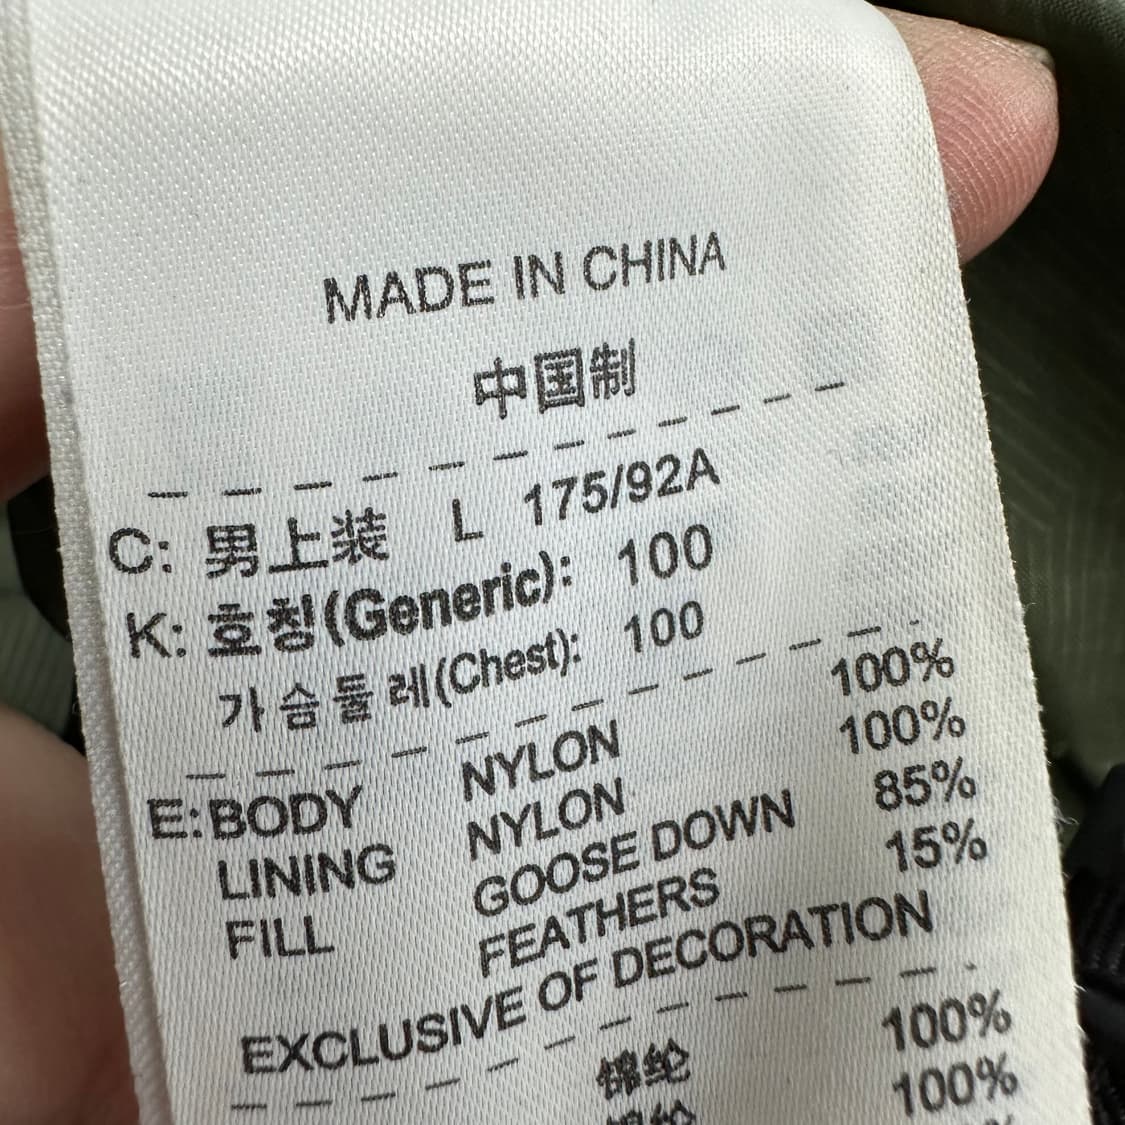 MADE IN CHINA
中国制
C: 男上装 L 175/92A
K: 호칭(Generic): 100
가슴둘레(Chest): 100
E:BODY NYLON 100%
LINING NYLON 100%
FILL GOOSE DOWN 85%
FEATHERS 15%
EXCLUSIVE OF DECORATION
锦纶 100%
锦纶 100%